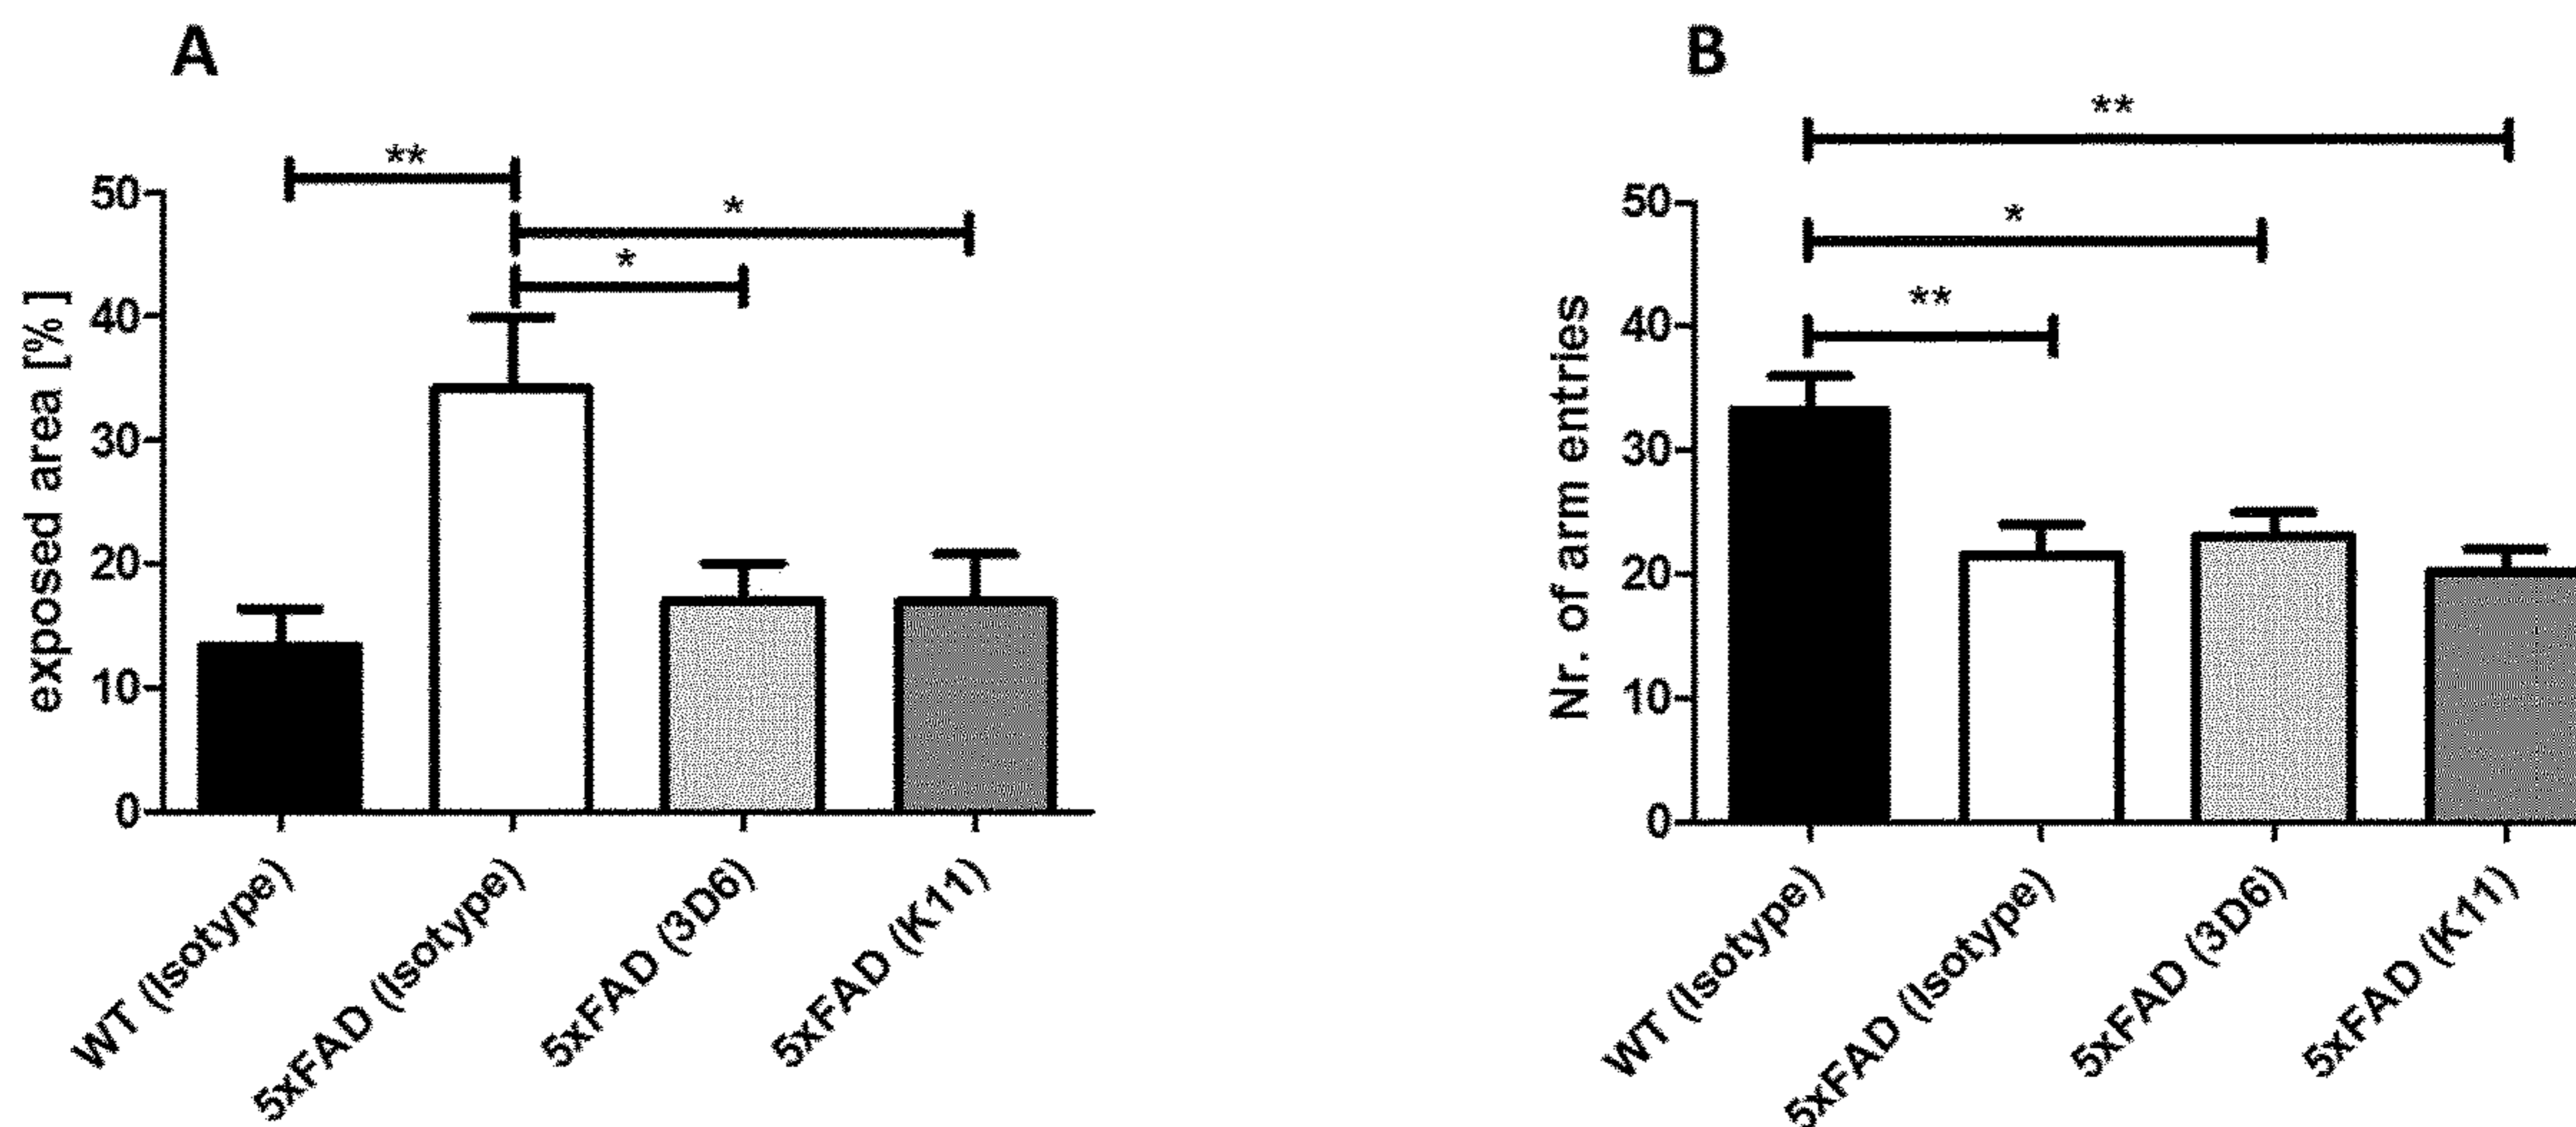 A
**
*
*
50
40
30
20
10
0
exposed area [%]
WT (Isotype)
5xFAD (Isotype)
5xFAD (3D6)
5xFAD (K11)
B
**
*
**
50
40
30
20
10
0
Nr. of arm entries
WT (Isotype)
5xFAD (Isotype)
5xFAD (3D6)
5xFAD (K11)